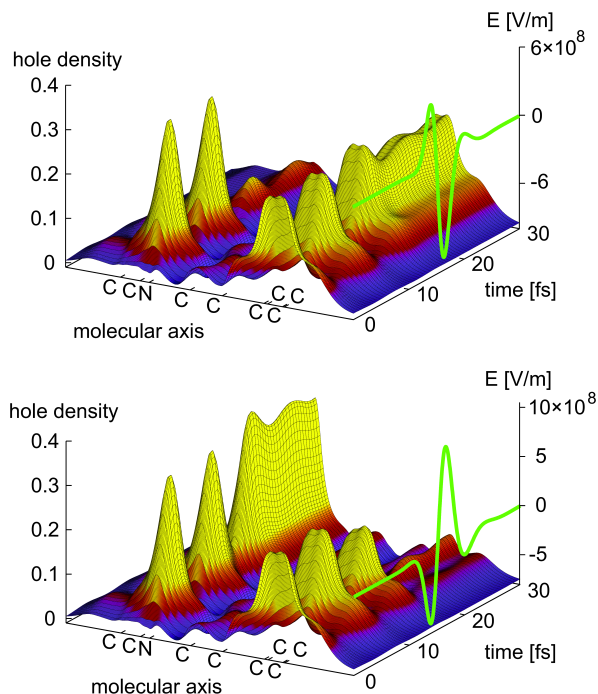 E [V/m]
hole density
6×10⁸
0.4
0.3
0
0.2
-6
0.1
30
0
20
C C N C C C C C C
10
time [fs]
molecular axis
0
E [V/m]
hole density
10×10⁸
0.4
5
0.3
0
0.2
-5
0.1
30
0
20
C C N C C C C C C
10
time [fs]
molecular axis
0